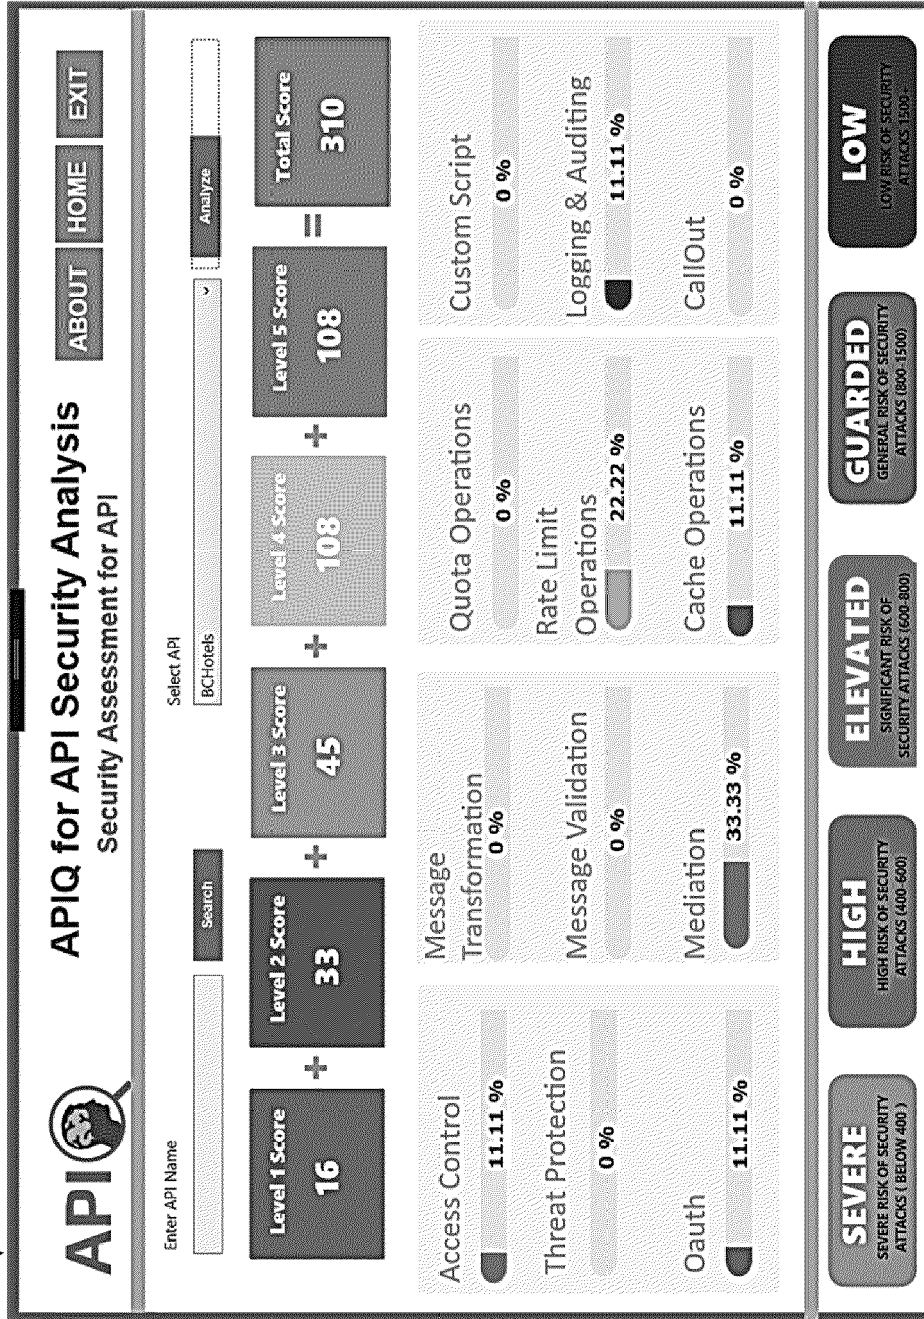 APIQ
APIQ for API Security Analysis
Security Assessment for API
ABOUT
HOME
EXIT
Enter API Name
Search
Select API
BCHotels
Analyze
Level 1 Score
16
+
Level 2 Score
33
+
Level 3 Score
45
+
Level 4 Score
108
+
Level 5 Score
108
=
Total Score
310
Access Control
11.11 %
Threat Protection
0 %
Oauth
11.11 %
Message
Transformation
0 %
Message Validation
0 %
Mediation
33.33 %
Quota Operations
0 %
Rate Limit
Operations
22.22 %
Cache Operations
11.11 %
Custom Script
0 %
Logging & Auditing
11.11 %
CallOut
0 %
SEVERE
SEVERE RISK OF SECURITY
ATTACKS ( BELOW 400 )
HIGH
HIGH RISK OF SECURITY
ATTACKS (400-600)
ELEVATED
SIGNIFICANT RISK OF
SECURITY ATTACKS (600-800)
GUARDED
GENERAL RISK OF SECURITY
ATTACKS (800-1500)
LOW
LOW RISK OF SECURITY
ATTACKS 1500-